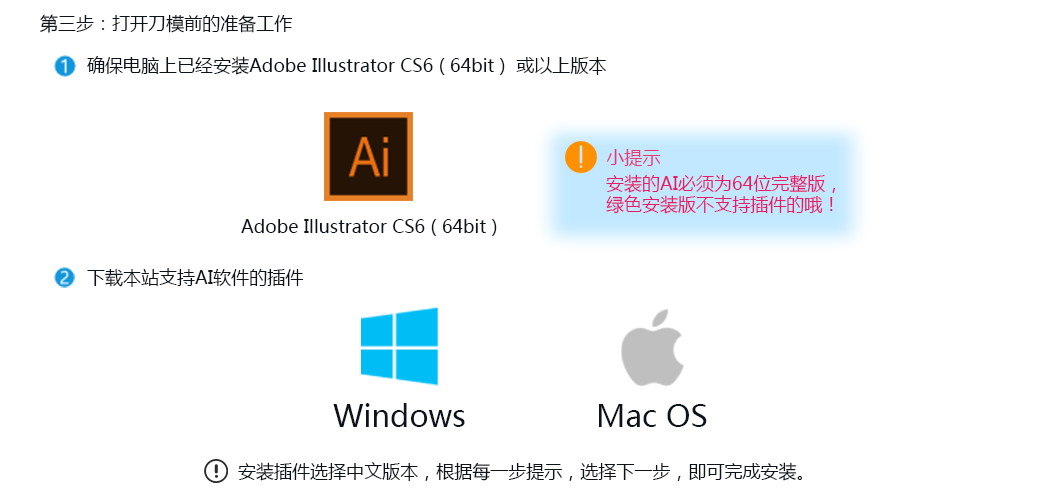 第三步：打开刀模前的准备工作
1 确保电脑上已经安装Adobe Illustrator CS6（64bit）或以上版本
Ai
小提示
安装的AI必须为64位完整版，
绿色安装版不支持插件的哦！
Adobe Illustrator CS6（64bit）
2 下载本站支持AI软件的插件
Windows
Mac OS
安装插件选择中文版本，根据每一步提示，选择下一步，即可完成安装。